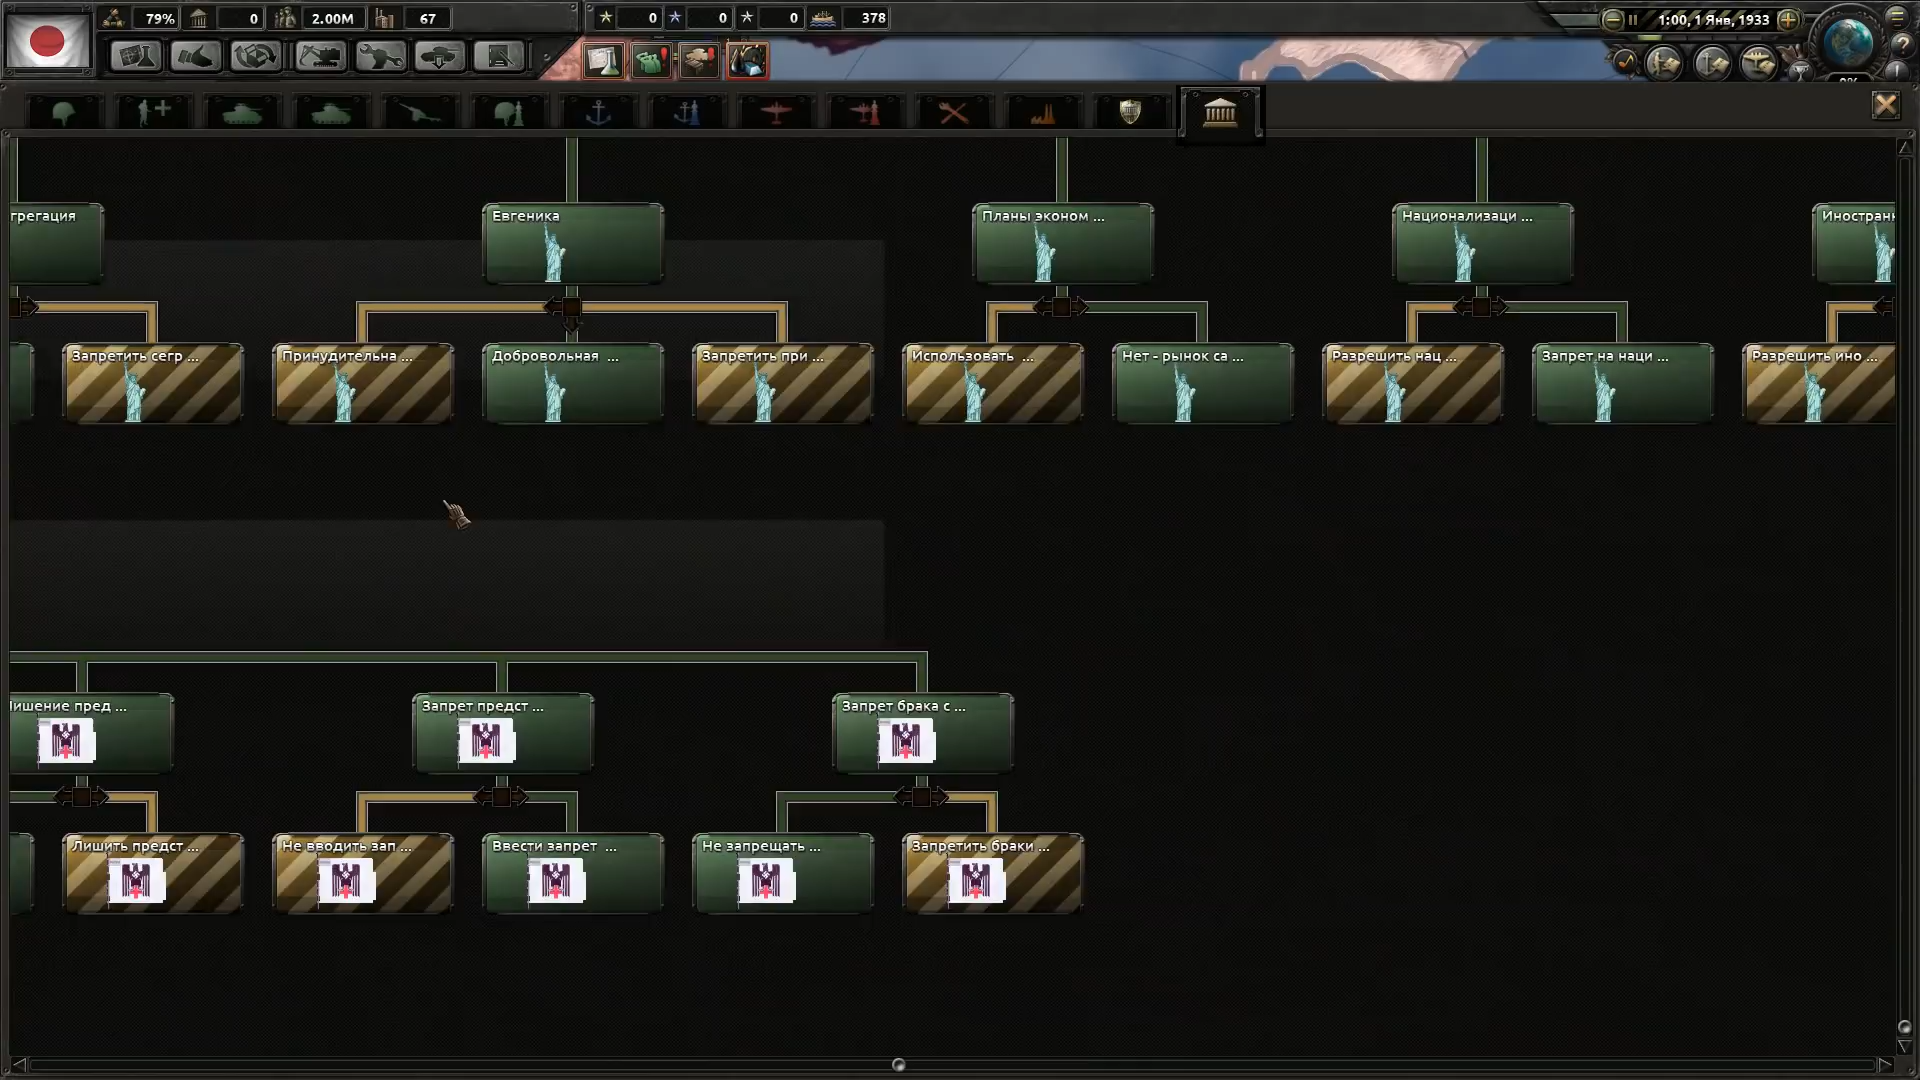 79%
0
2.00M
67
0
0
0
378
1:00, 1 Янв, 1933
0%
грегация
Евгеника
Планы эконом ...
Национализаци ...
Иностран
Запретить сегр ...
Принудительна ...
Добровольная ...
Запретить при ...
Использовать ...
Нет - рынок са ...
Разрешить нац ...
Запрет на наци ...
Разрешить ино ...
Лишение пред ...
Запрет предст ...
Запрет брака с ...
Лишить предст ...
Не вводить зап ...
Ввести запрет ...
Не запрещать ...
Запретить браки ...